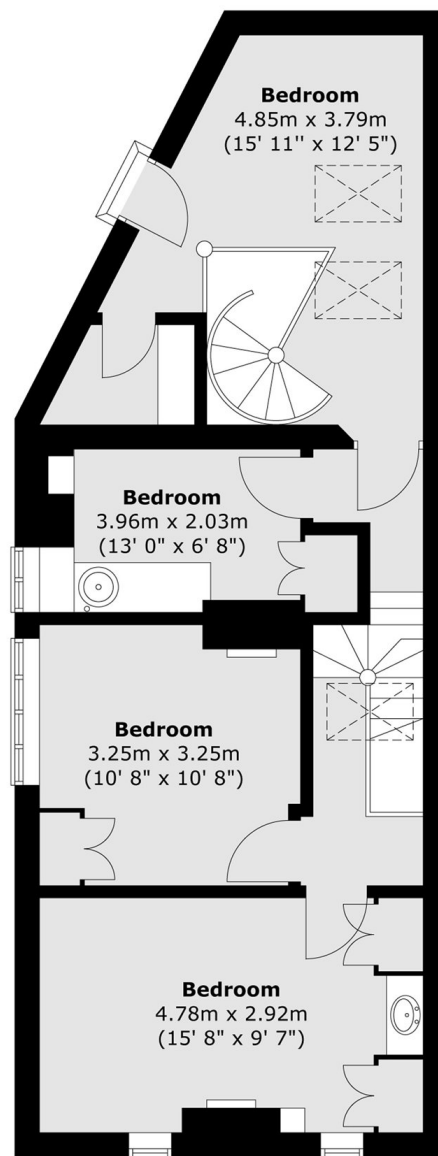 Bedroom
4.85m x 3.79m
(15' 11'' x 12' 5")
Bedroom
3.96m x 2.03m
(13' 0" x 6' 8")
Bedroom
3.25m x 3.25m
(10' 8" x 10' 8")
Bedroom
4.78m x 2.92m
(15' 8" x 9' 7")